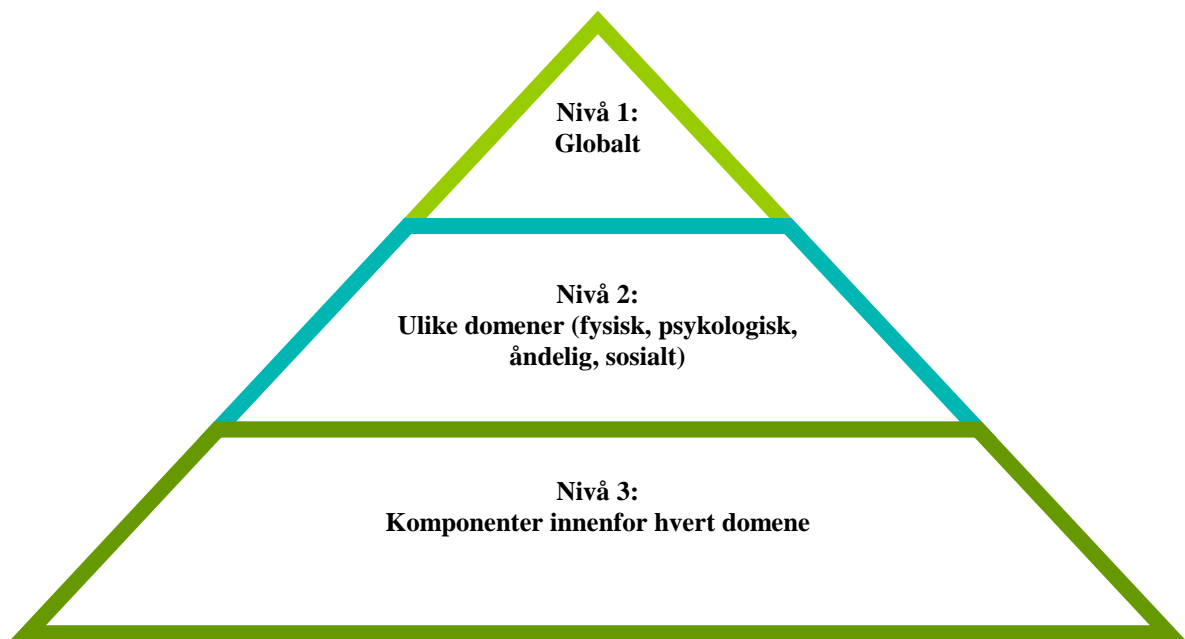 Nivå 1:
Globalt
Nivå 2:
Ulike domener (fysisk, psykologisk,
åndelig, sosialt)
Nivå 3:
Komponenter innenfor hvert domene